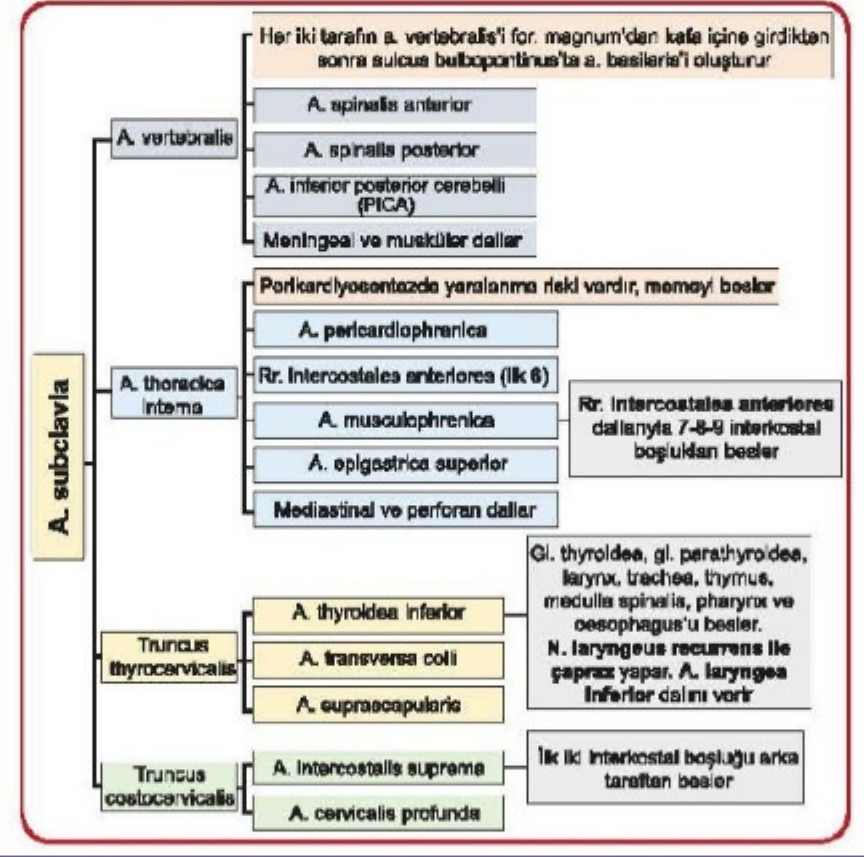 Her iki tarafın a. vertebralis'i for. magnum'dan kafa içine girdikten
sonra sulcus bulbopontinus'ta a. basilaris'i oluşturur
A. vertebralis
A. spinalis anterior
A. spinalis posterior
A. inferior posterior cerebelli
(PICA)
Meningeal ve musküler dallar
A. subclavia
Perikardiyosentezde yaralanma riski vardır, memeyi besler
A. thoracica
interna
A. pericardiophrenica
Rr. intercostales anteriores (ilk 6)
A. musculophrenica
Rr. intercostales anteriores
dallarıyla 7-8-9 interkostal
boşlukları besler
A. epigastrica superior
Mediastinal ve perforan dallar
Truncus
thyrocervicalis
A. thyroidea inferior
Gl. thyroidea, gl. parathyroidea,
larynx, trachea, thymus,
medulla spinalis, pharynx ve
oesophagus'u besler.
N. laryngeus recurrens ile
çapraz yapar. A. laryngea
inferior dalını verir
A. transversa colli
A. suprascapularis
Truncus
costocervicalis
A. intercostalis suprema
İlk iki interkostal boşluğu arka
taraftan besler
A. cervicalis profunda